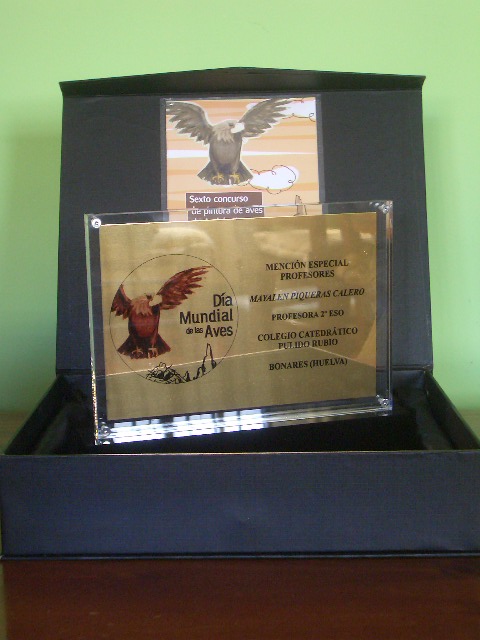 Sexto concurso
de pintura de aves
Día
Mundial
de las Aves
MENCIÓN ESPECIAL
PROFESORES
MAYALEN PIQUERAS CALERO
PROFESORA 2º ESO
COLEGIO CATEDRÁTICO
PULIDO RUBIO
BONARES (HUELVA)